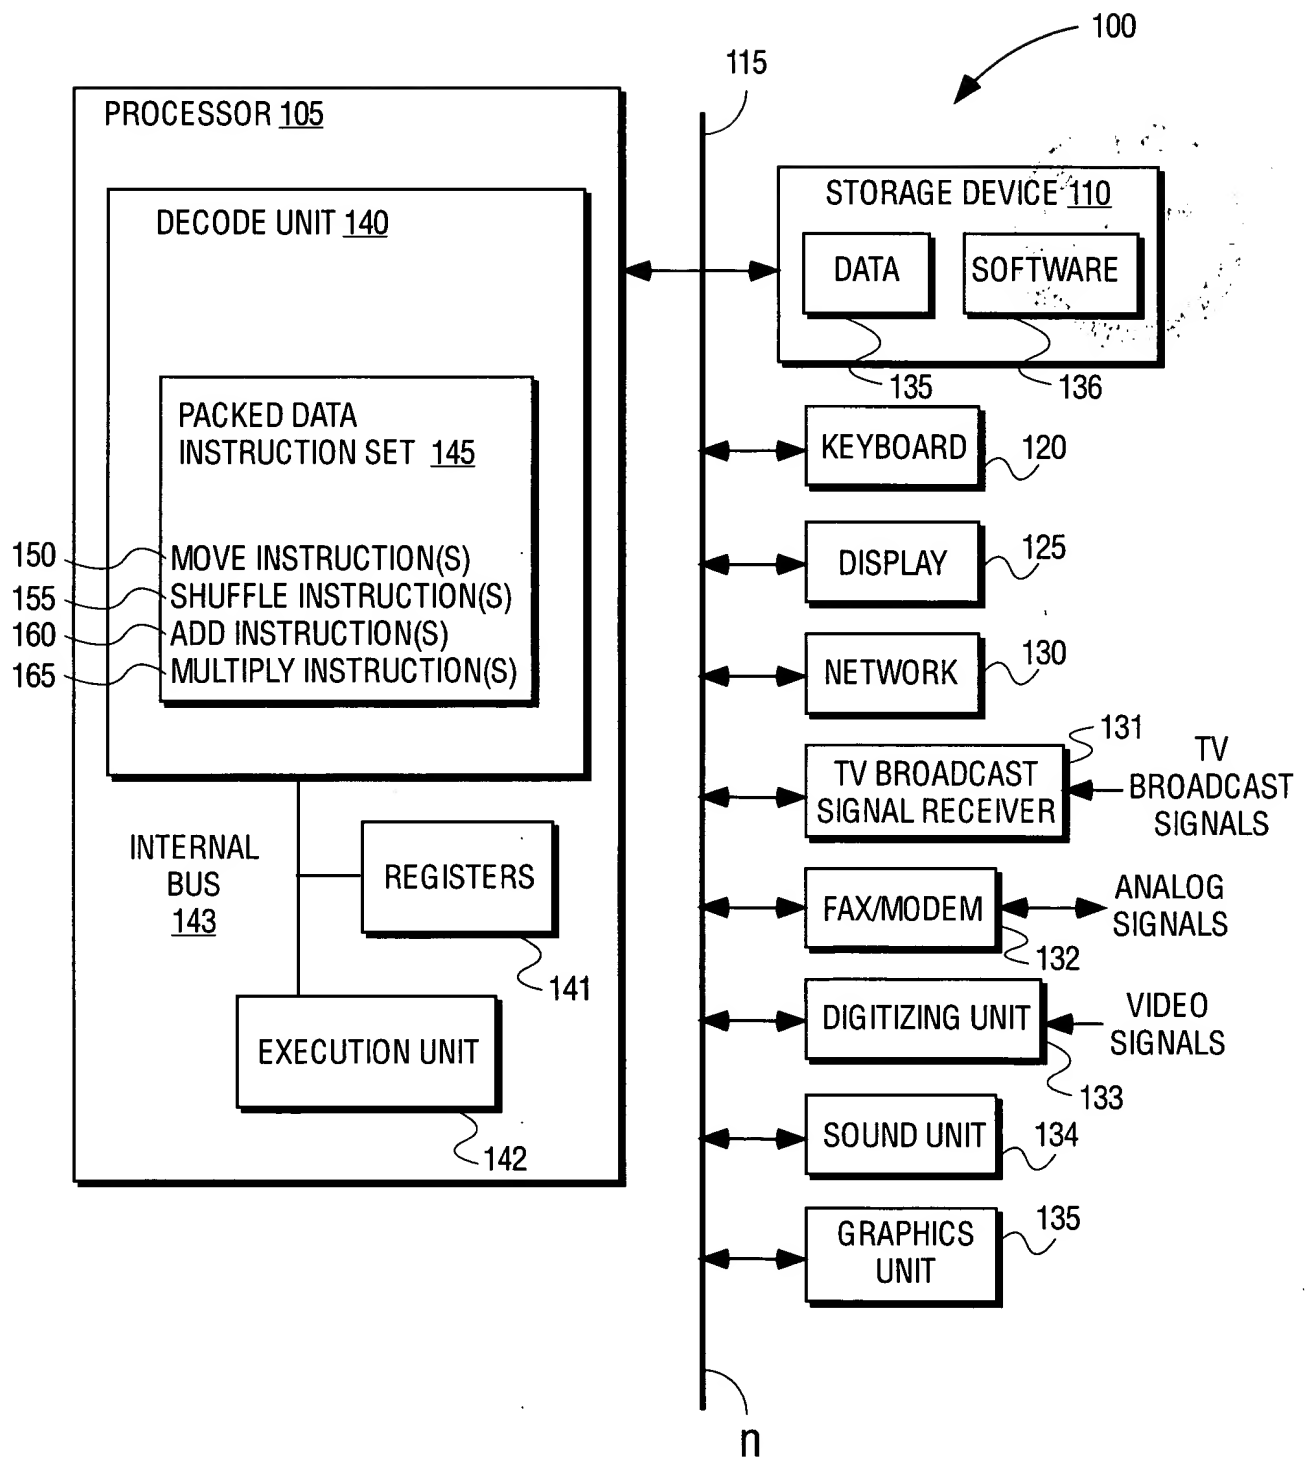 100
115
PROCESSOR 105
DECODE UNIT 140
PACKED DATA
INSTRUCTION SET 145
150
MOVE INSTRUCTION(S)
155
SHUFFLE INSTRUCTION(S)
160
ADD INSTRUCTION(S)
165
MULTIPLY INSTRUCTION(S)
INTERNAL
BUS
143
REGISTERS
141
EXECUTION UNIT
142
STORAGE DEVICE 110
DATA
SOFTWARE
135
136
KEYBOARD
120
DISPLAY
125
NETWORK
130
TV BROADCAST
SIGNAL RECEIVER
131
TV
BROADCAST
SIGNALS
FAX/MODEM
132
ANALOG
SIGNALS
DIGITIZING UNIT
133
VIDEO
SIGNALS
SOUND UNIT
134
GRAPHICS
UNIT
135
n